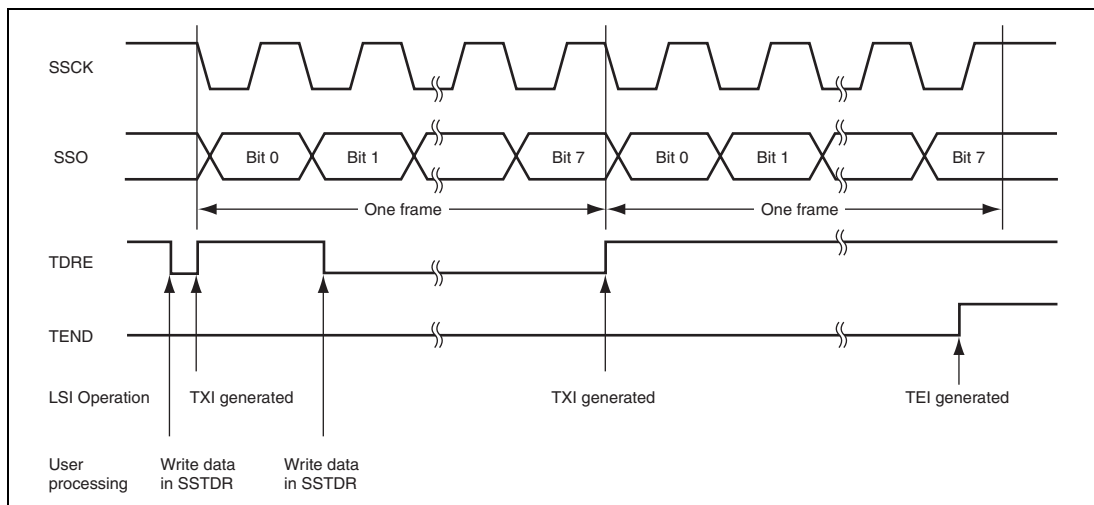 SSCK
SSO
Bit 0 Bit 1 Bit 7 Bit 0 Bit 1 Bit 7
One frame One frame
TDRE
TEND
LSI Operation TXI generated TXI generated TEI generated
User processing
Write data in SSTDR
Write data in SSTDR